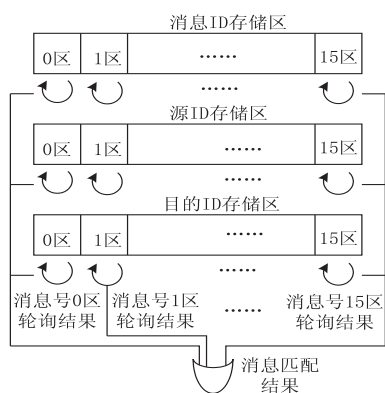 消息ID存储区
0区 1区 …… 15区
……
源ID存储区
0区 1区 …… 15区
……
目的ID存储区
0区 1区 …… 15区
……
消息号0区 消息号1区 …… 消息号15区
轮询结果 轮询结果 轮询结果
消息匹配
结果